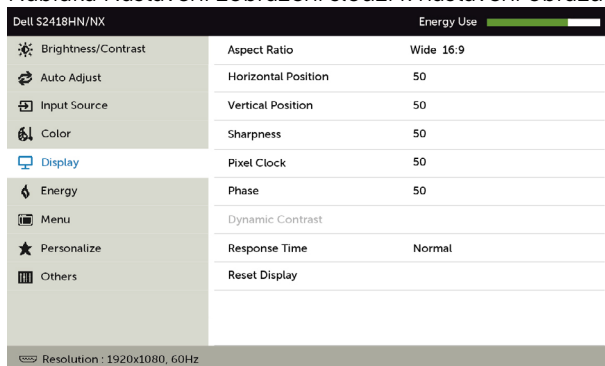 Dell S2418HN/NX Energy Use
Brightness/Contrast
Auto Adjust
Input Source
Color
Display
Energy
Menu
Personalize
Others
Aspect Ratio Wide 16:9
Horizontal Position 50
Vertical Position 50
Sharpness 50
Pixel Clock 50
Phase 50
Dynamic Contrast
Response Time Normal
Reset Display
Resolution : 1920x1080, 60Hz